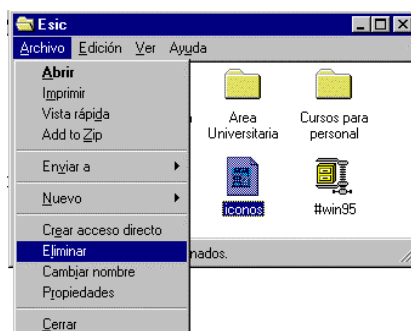 Esic
Archivo Edición Ver Ayuda
Abrir
Imprimir
Vista rápida
Add to Zip
Enviar a
Nuevo
Crear acceso directo
Eliminar
Cambiar nombre
Propiedades
Cerrar
Area
Universitaria
Cursos para
personal
iconos
#win95
nados.